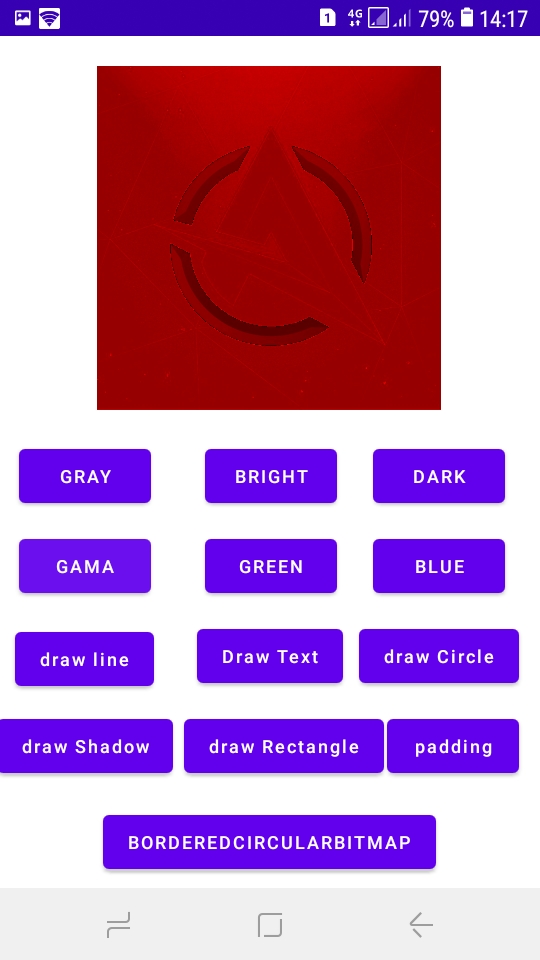 1 4G 79% 14:17
GRAY BRIGHT DARK
GAMA GREEN BLUE
draw line Draw Text draw Circle
draw Shadow draw Rectangle padding
BORDEREDCIRCULARBITMAP